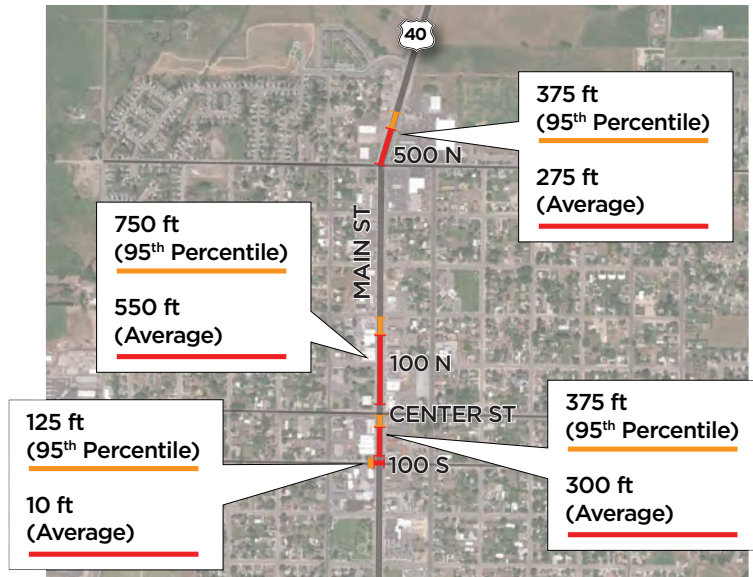 40
375 ft
(95th Percentile)
275 ft
(Average)
500 N
MAIN ST
750 ft
(95th Percentile)
550 ft
(Average)
100 N
CENTER ST
375 ft
(95th Percentile)
300 ft
(Average)
125 ft
(95th Percentile)
10 ft
(Average)
100 S